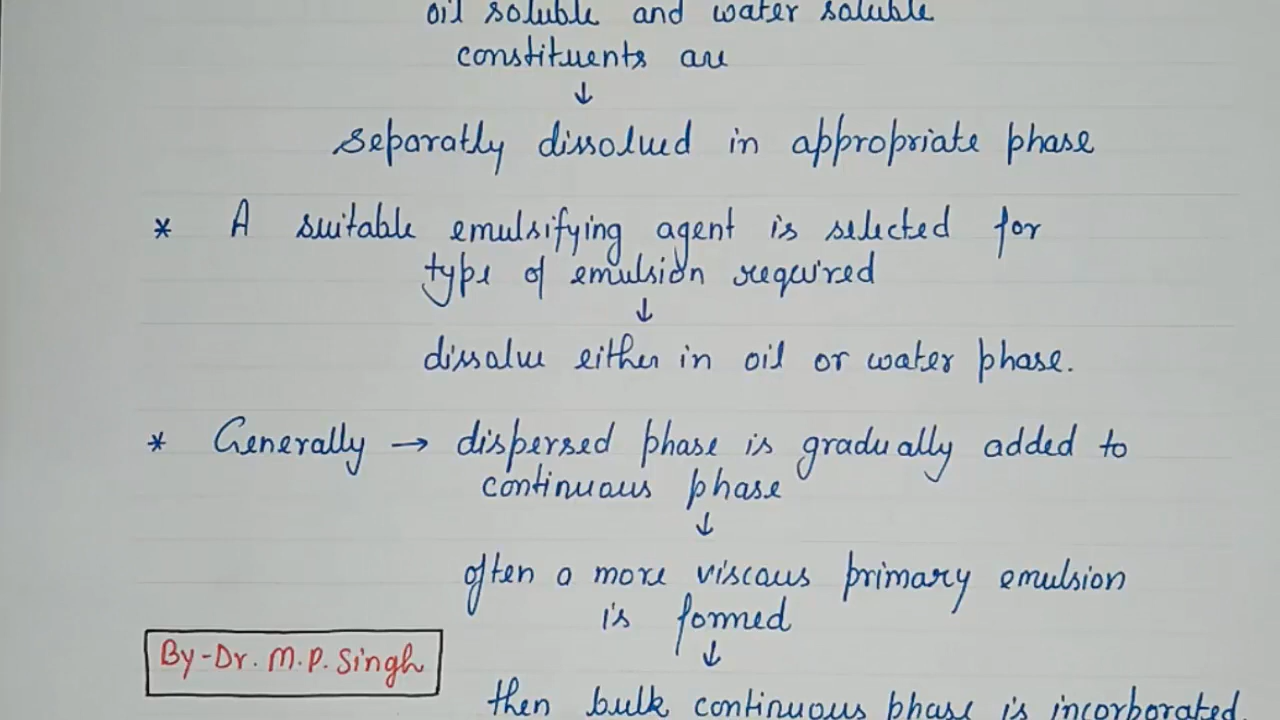 oil soluble and water soluble
constituents are
↓
separatly dissolved in appropriate phase
* A suitable emulsifying agent is selected for
type of emulsion required
↓
dissolve either in oil or water phase.
* Generally → dispersed phase is gradually added to
continuous phase
↓
often a more viscous primary emulsion
is formed
↓
By-Dr. M.P. Singh
then bulk continuous phase is incorporated.